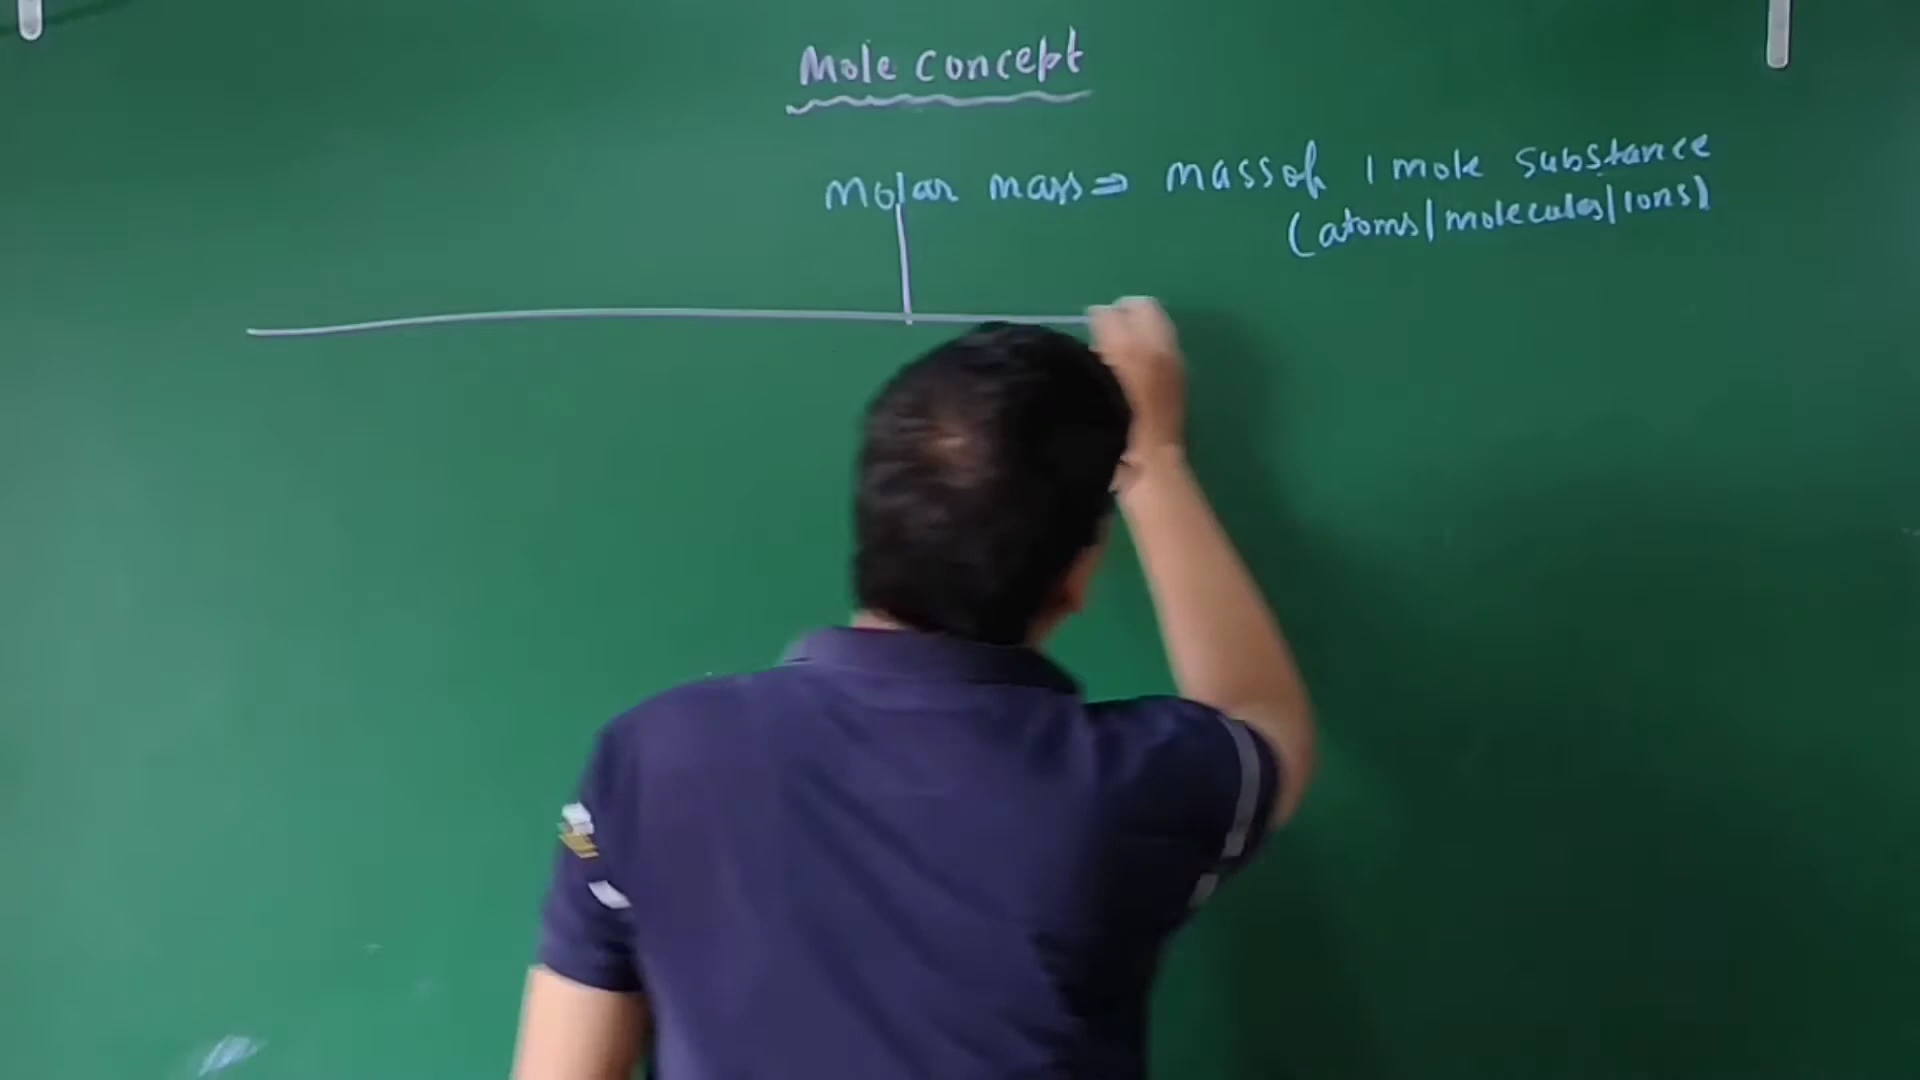 Mole concept
Molar mass ⇒ mass of 1 mole substance
(atoms/molecules/ions)